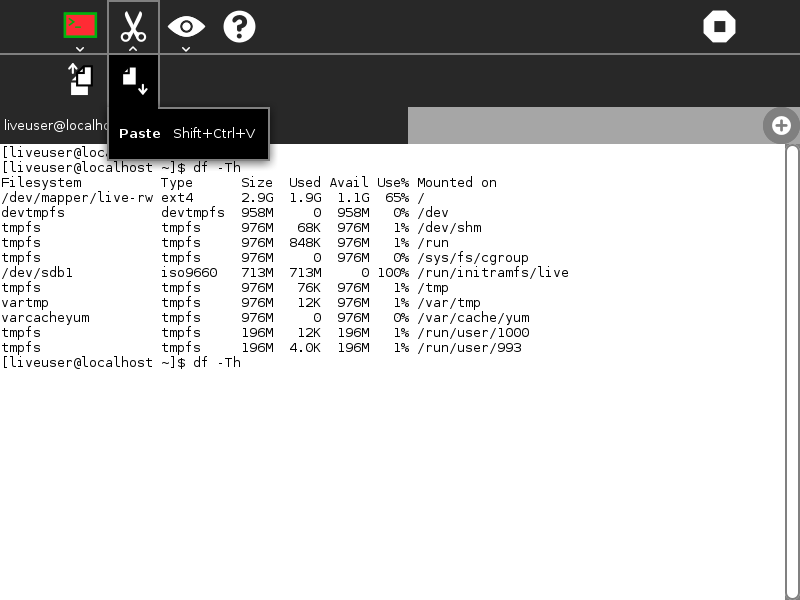 liveuser@localho
Paste Shift+Ctrl+V
[liveuser@loca
[liveuser@localhost ~]$ df -Th
Filesystem Type Size Used Avail Use% Mounted on
/dev/mapper/live-rw ext4 2.9G 1.9G 1.1G 65% /
devtmpfs devtmpfs 958M 0 958M 0% /dev
tmpfs tmpfs 976M 68K 976M 1% /dev/shm
tmpfs tmpfs 976M 848K 976M 1% /run
tmpfs tmpfs 976M 0 976M 0% /sys/fs/cgroup
/dev/sdb1 iso9660 713M 713M 0 100% /run/initramfs/live
tmpfs tmpfs 976M 76K 976M 1% /tmp
vartmp tmpfs 976M 12K 976M 1% /var/tmp
varcacheyum tmpfs 976M 0 976M 0% /var/cache/yum
tmpfs tmpfs 196M 12K 196M 1% /run/user/1000
tmpfs tmpfs 196M 4.0K 196M 1% /run/user/993
[liveuser@localhost ~]$ df -Th